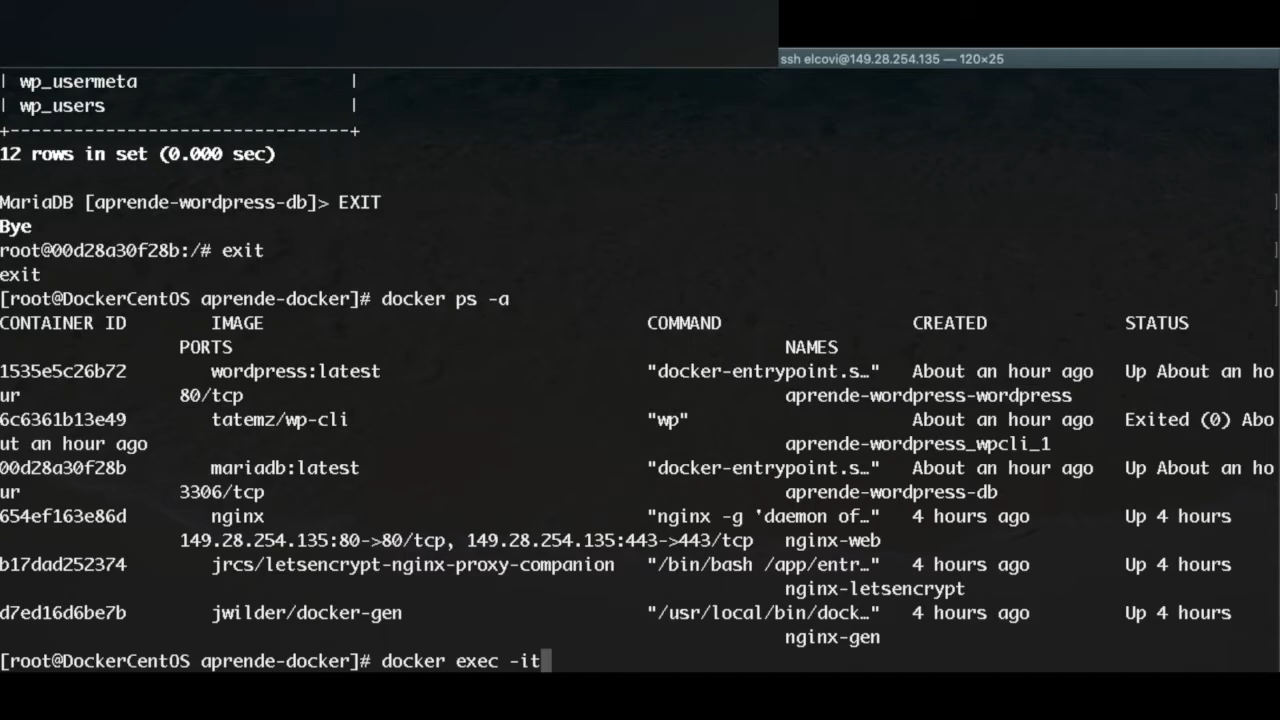 ssh elcovi@149.28.254.135 — 120×25
| wp_usermeta                    |
| wp_users                       |
+--------------------------------+
12 rows in set (0.000 sec)
MariaDB [aprende-wordpress-db]> EXIT
Bye
root@00d28a30f28b:/# exit
exit
[root@DockerCentOS aprende-docker]# docker ps -a
CONTAINER ID        IMAGE                                    COMMAND                  CREATED             STATUS
PORTS                                                    NAMES
1535e5c26b72        wordpress:latest                         "docker-entrypoint.s…"   About an hour ago   Up About an ho
ur                80/tcp                                                   aprende-wordpress-wordpress
6c6361b13e49        tatemz/wp-cli                            "wp"                     About an hour ago   Exited (0) Abo
ut an hour ago                                                             aprende-wordpress_wpcli_1
00d28a30f28b        mariadb:latest                           "docker-entrypoint.s…"   About an hour ago   Up About an ho
ur                3306/tcp                                                 aprende-wordpress-db
654ef163e86d        nginx                                    "nginx -g 'daemon of…"   4 hours ago         Up 4 hours
149.28.254.135:80->80/tcp, 149.28.254.135:443->443/tcp   nginx-web
b17dad252374        jrcs/letsencrypt-nginx-proxy-companion   "/bin/bash /app/entr…"   4 hours ago         Up 4 hours
nginx-letsencrypt
d7ed16d6be7b        jwilder/docker-gen                       "/usr/local/bin/dock…"   4 hours ago         Up 4 hours
nginx-gen
[root@DockerCentOS aprende-docker]# docker exec -it